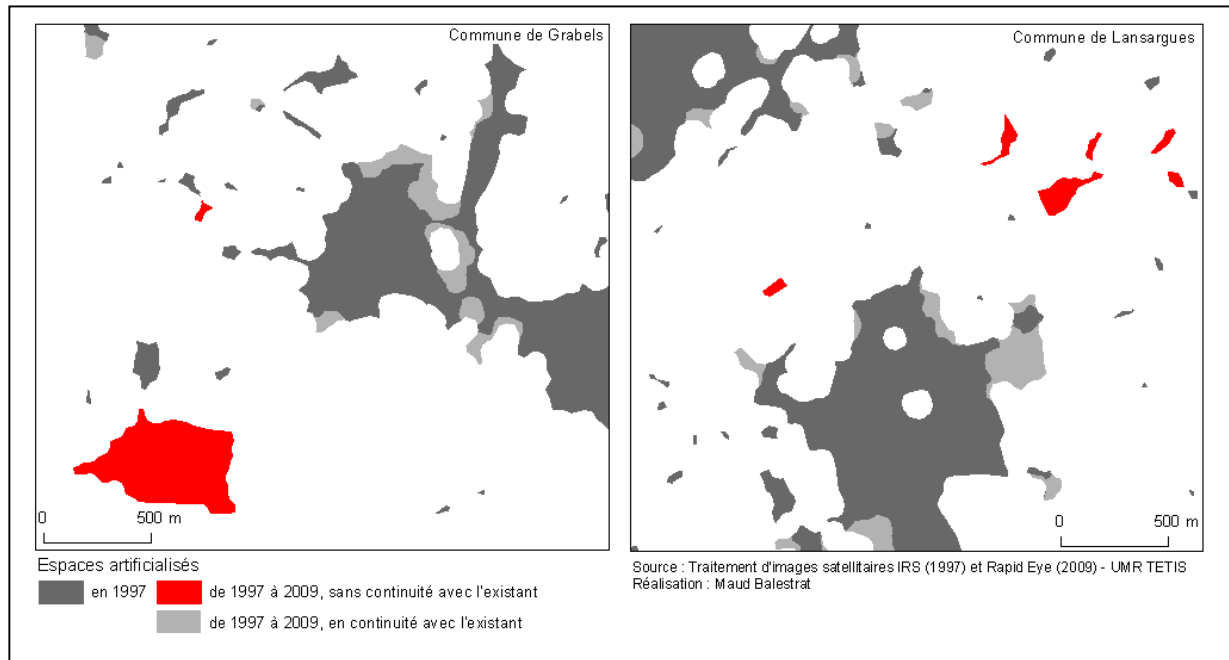 Commune de Grabels
Commune de Lansargues
0 500 m
0 500 m
Espaces artificialisés
en 1997
de 1997 à 2009, sans continuité avec l'existant
de 1997 à 2009, en continuité avec l'existant
Source : Traitement d'images satellitaires IRS (1997) et Rapid Eye (2009) - UMR TETIS
Réalisation : Maud Balestrat